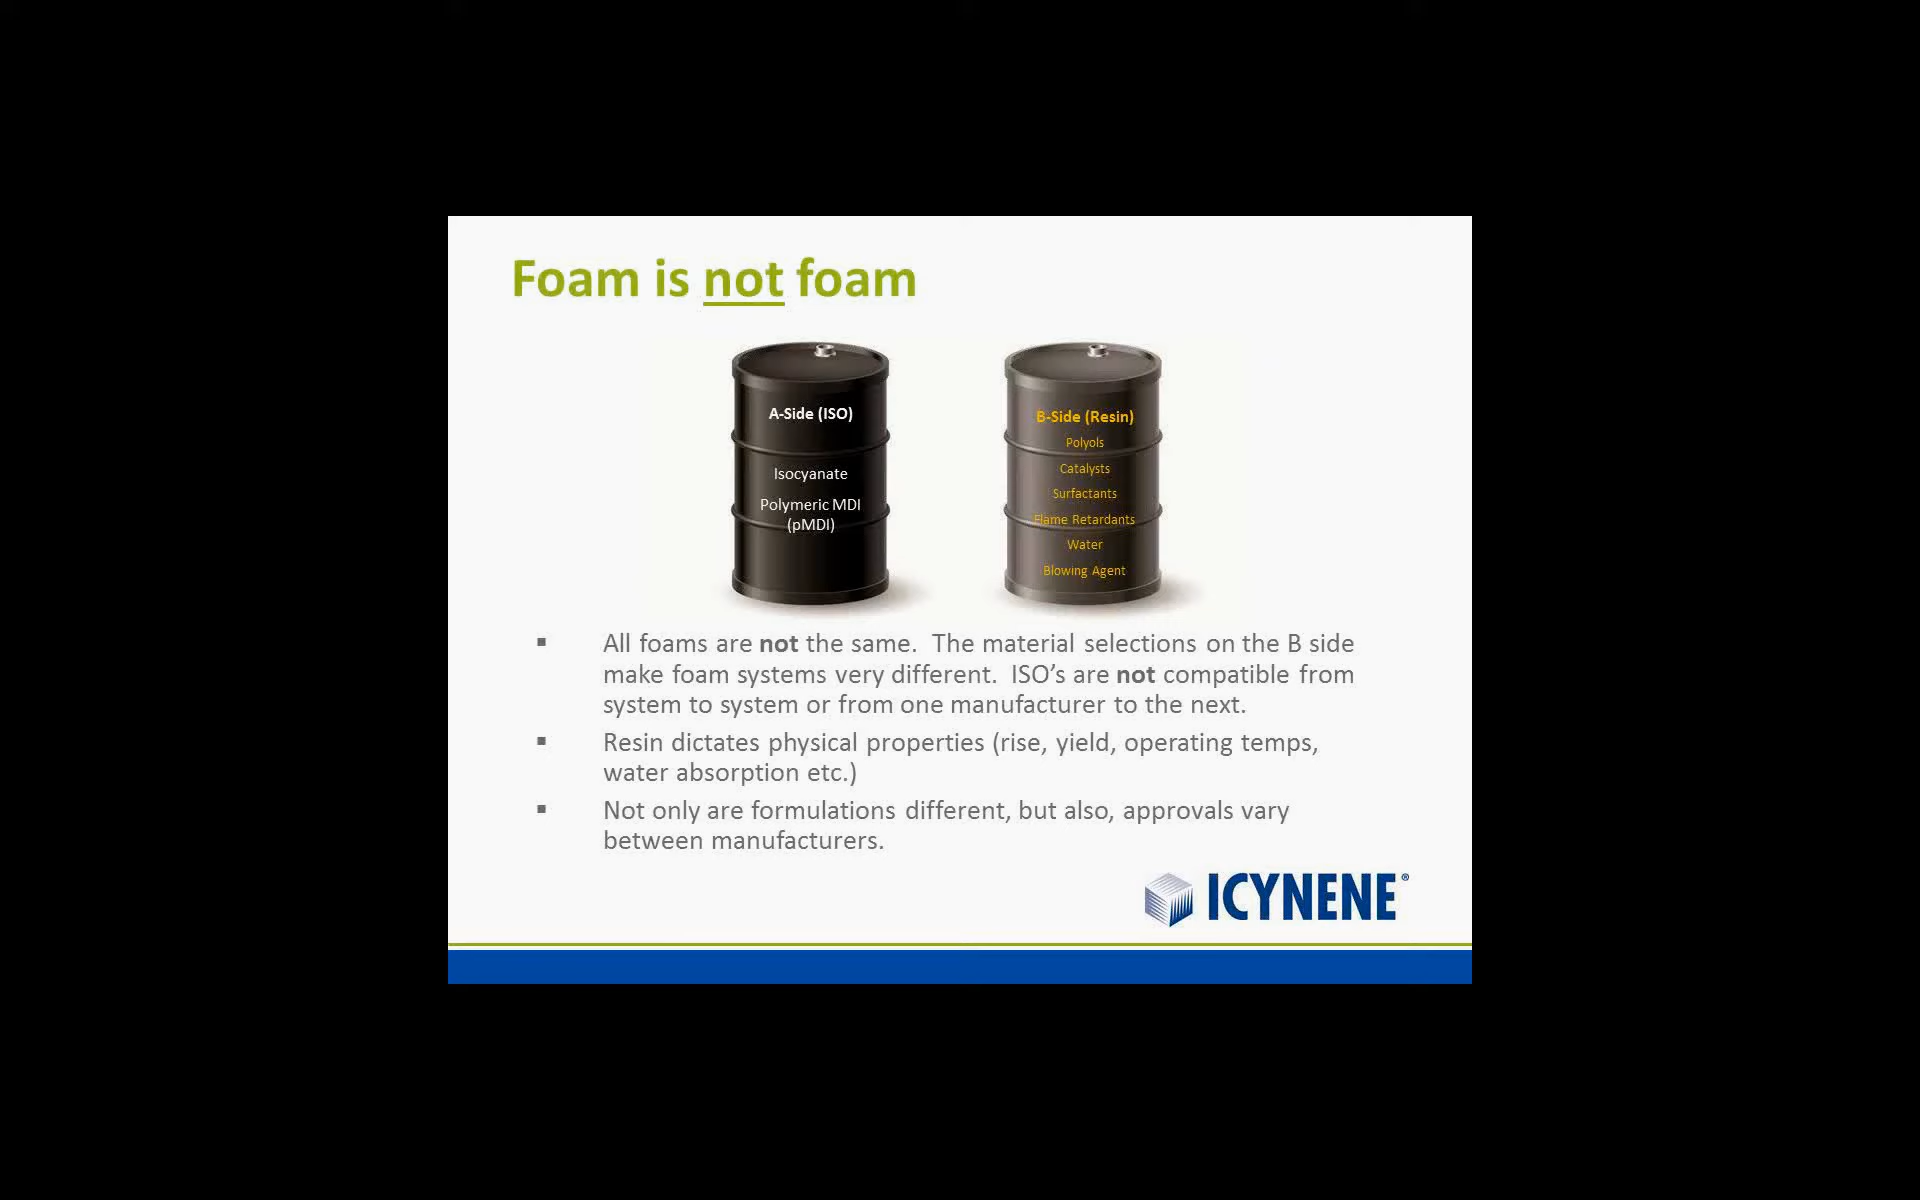 Foam is not foam
A-Side (ISO)
Isocyanate
Polymeric MDI
(pMDI)
B-Side (Resin)
Polyols
Catalysts
Surfactants
Flame Retardants
Water
Blowing Agent
▪ All foams are not the same.  The material selections on the B side
make foam systems very different.  ISO’s are not compatible from
system to system or from one manufacturer to the next.
▪ Resin dictates physical properties (rise, yield, operating temps,
water absorption etc.)
▪ Not only are formulations different, but also, approvals vary
between manufacturers.
ICYNENE®